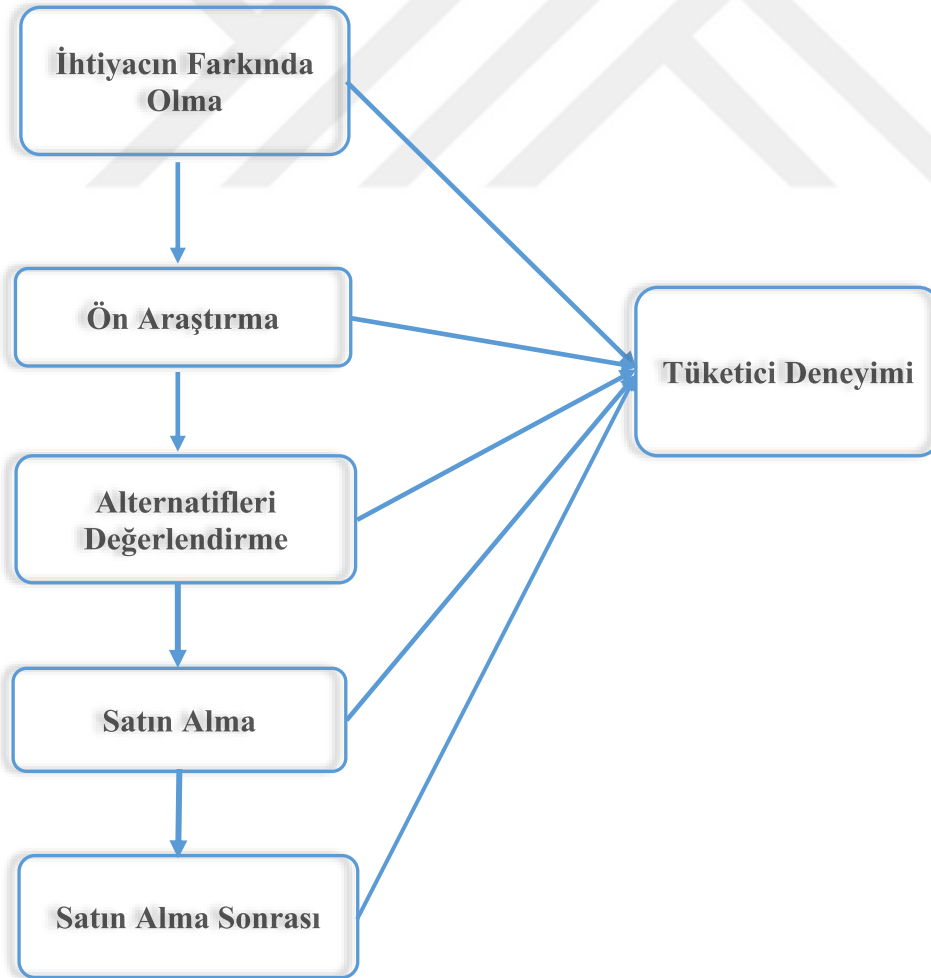 İhtiyacın Farkında
Olma
Ön Araştırma
Tüketici Deneyimi
Alternatifleri
Değerlendirme
Satın Alma
Satın Alma Sonrası